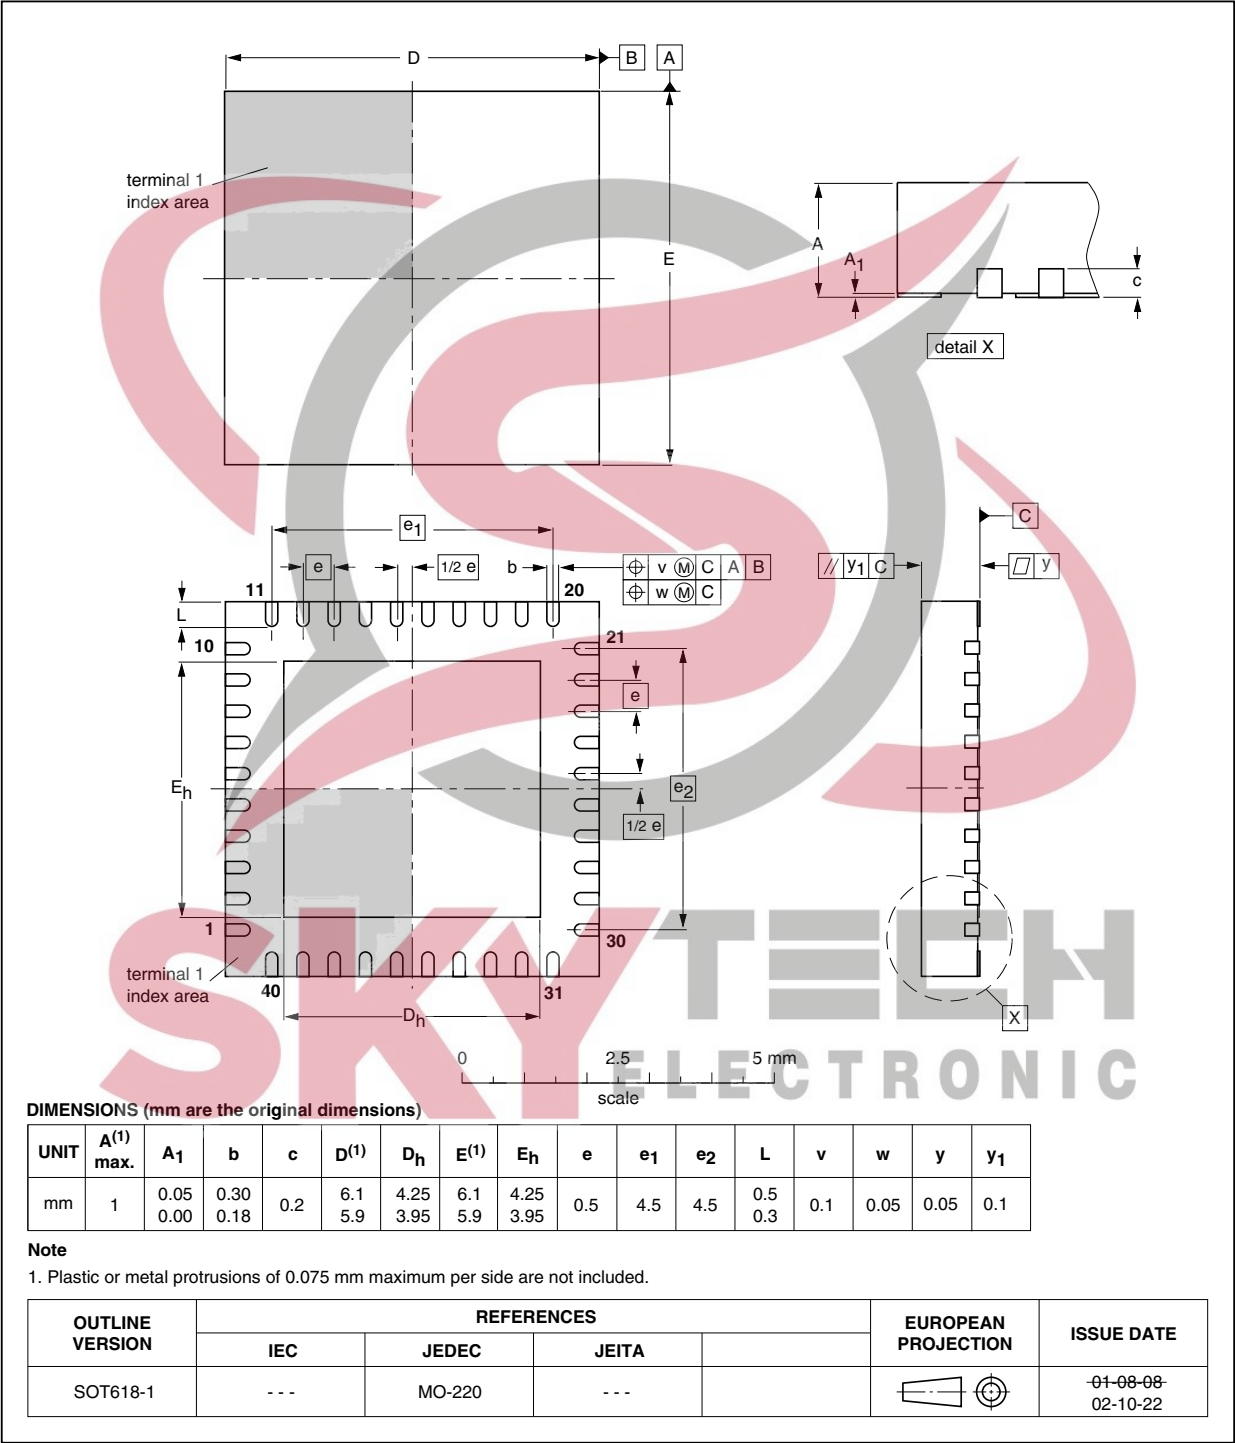 D
B
A
terminal 1
index area
E
A
A1
c
detail X
e1
C
e
1/2 e
b
v M C A B
w M C
// y1 C
y
11
20
L
10
21
e
Eh
e2
1/2 e
1
30
terminal 1
index area
40
31
Dh
X
SKYTECH
ELECTRONIC
0 2.5 5 mm
scale
DIMENSIONS (mm are the original dimensions)
UNIT A(1) max. A1 b c D(1) Dh E(1) Eh e e1 e2 L v w y y1
mm 1 0.05 0.00 0.30 0.18 0.2 6.1 5.9 4.25 3.95 6.1 5.9 4.25 3.95 0.5 4.5 4.5 0.5 0.3 0.1 0.05 0.05 0.1
Note
1. Plastic or metal protrusions of 0.075 mm maximum per side are not included.
OUTLINE VERSION REFERENCES EUROPEAN PROJECTION ISSUE DATE
IEC JEDEC JEITA
SOT618-1 - - - MO-220 - - - 01-08-08
02-10-22